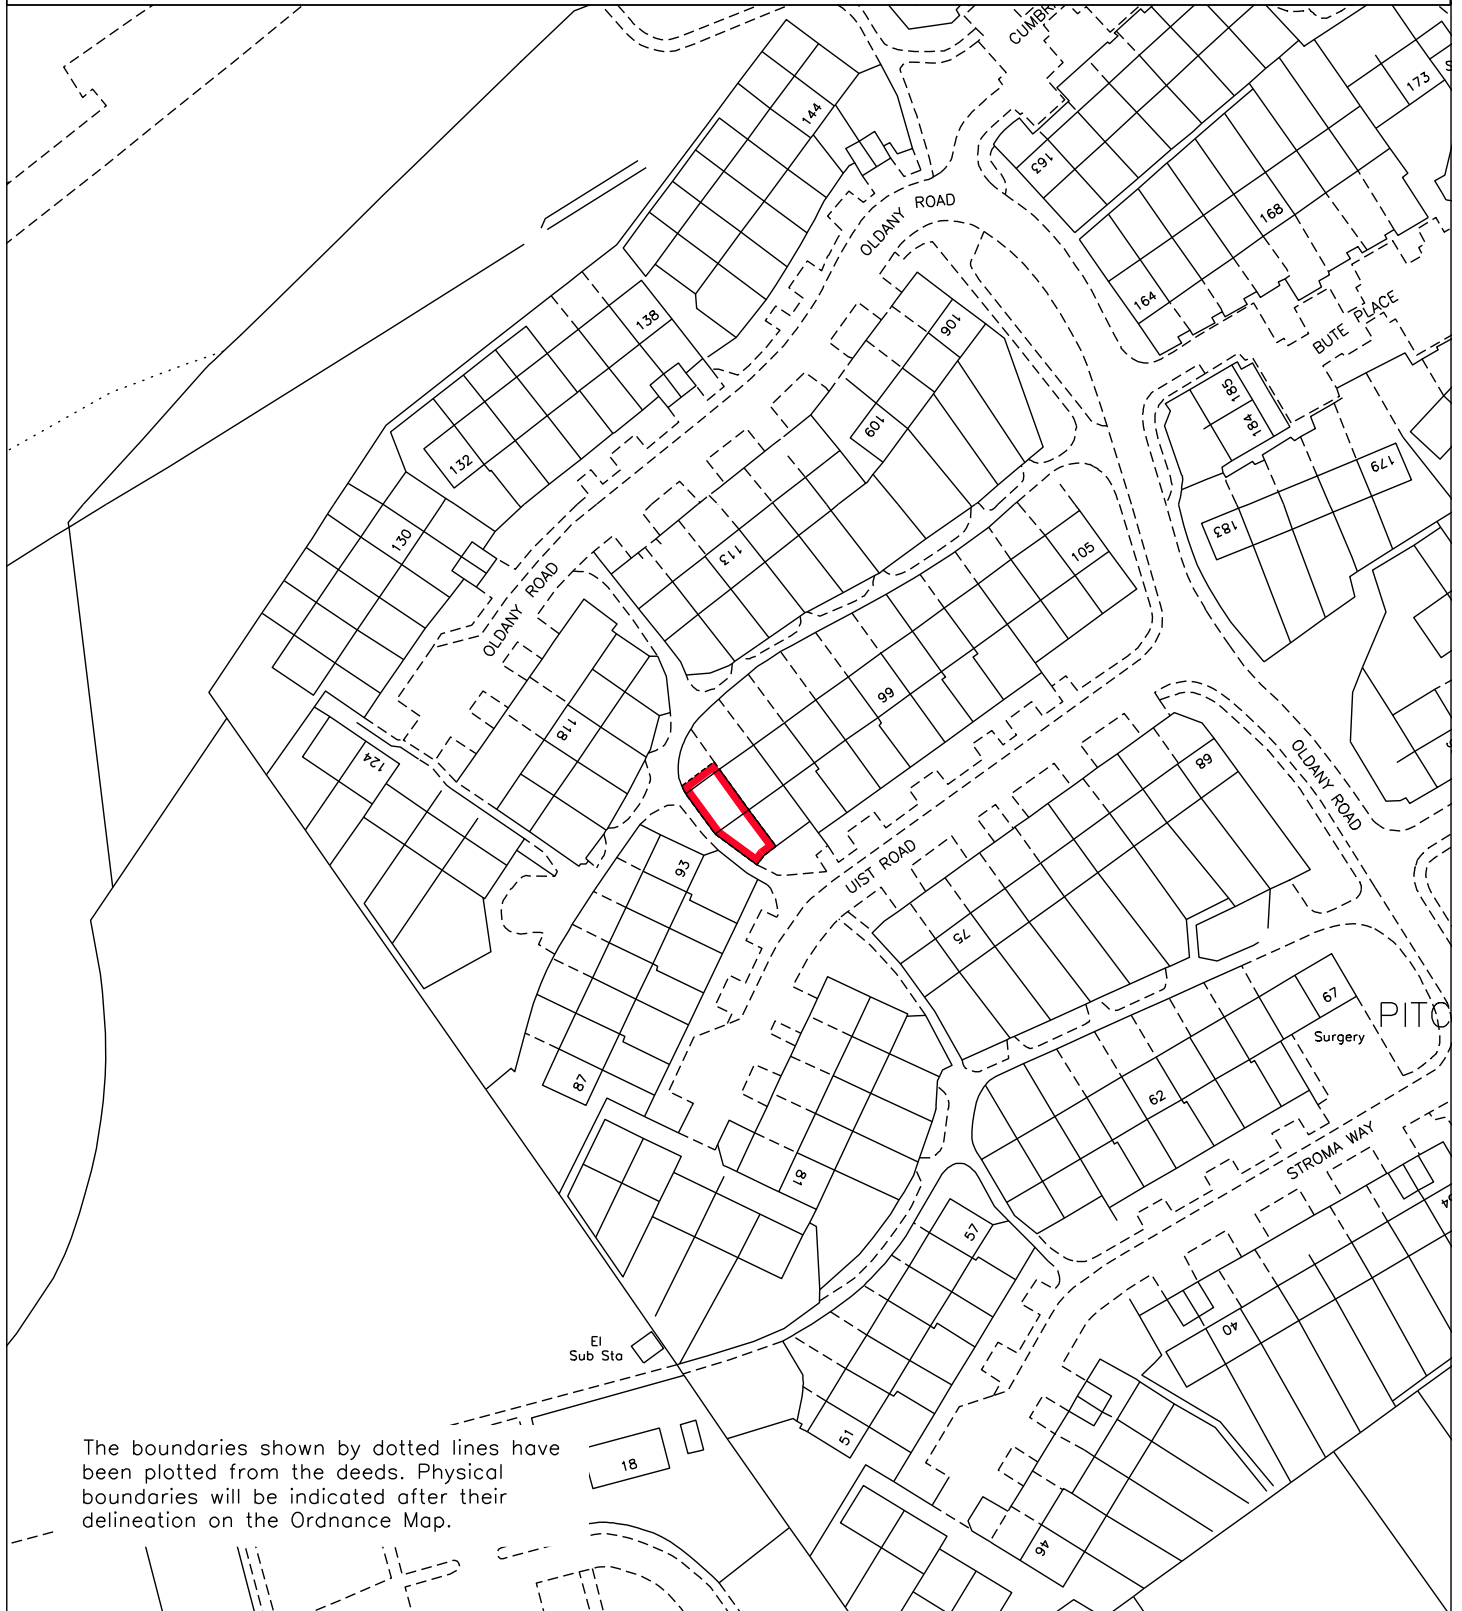 CUMBR
173
S
144
163
OLDANY ROAD
168
164
138
106
BUTE PLACE
185
184
109
132
179
183
130
113
105
OLDANY ROAD
99
118
124
OLDANY ROAD
68
93
UIST ROAD
75
67
PITC
Surgery
87
62
STROMA WAY
81
57
54
40
El
Sub Sta
51
18
46
The boundaries shown by dotted lines have
been plotted from the deeds. Physical
boundaries will be indicated after their
delineation on the Ordnance Map.